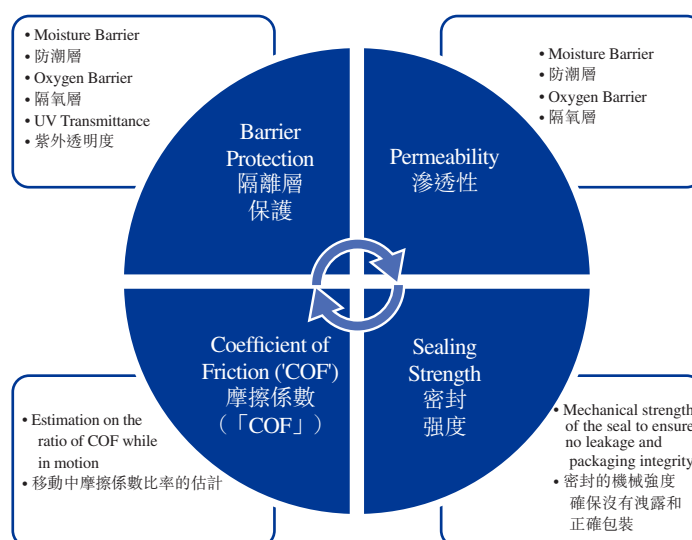 • Moisture Barrier
• 防潮層
• Oxygen Barrier
• 隔氧層
• UV Transmittance
• 紫外透明度
• Moisture Barrier
• 防潮層
• Oxygen Barrier
• 隔氧層
Barrier
Protection
隔離層
保護
Permeability
滲透性
Coefficient of
Friction ('COF')
摩擦係數
（「COF」）
Sealing
Strength
密封
强度
• Estimation on the
ratio of COF while
in motion
• 移動中摩擦係數比率的估計
• Mechanical strength
of the seal to ensure
no leakage and
packaging integrity
• 密封的機械強度
確保沒有洩露和
正確包裝